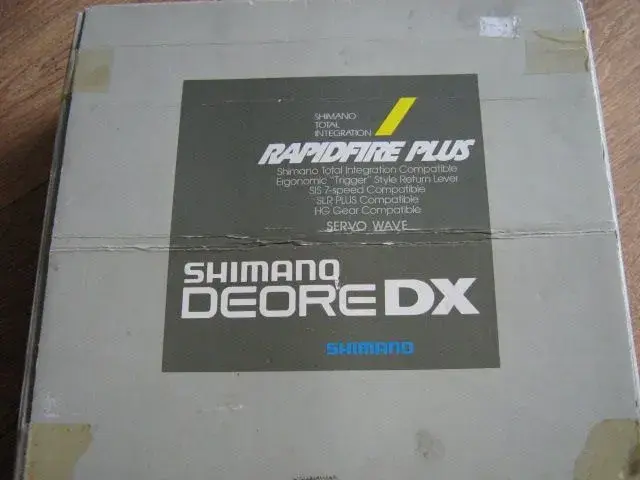 SHIMANO
TOTAL
INTEGRATION
RAPIDFIRE PLUS
Shimano Total Integration Compatible
Ergonomic "Trigger" Style Return Lever
SIS 7-speed Compatible
SLR PLUS Compatible
HG Gear Compatible
SERVO WAVE
SHIMANO
DEORE DX
SHIMANO